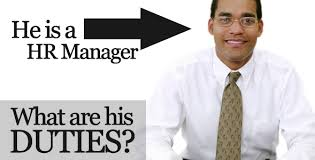 He is a
HR Manager
What are his
DUTIES?